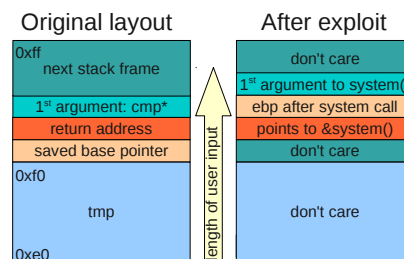 Original layout
0xff
next stack frame
1st argument: cmp*
return address
saved base pointer
0xf0
tmp
0xe0
length of user input
After exploit
don't care
1st argument to system(
ebp after system call
points to &system()
don't care
don't care